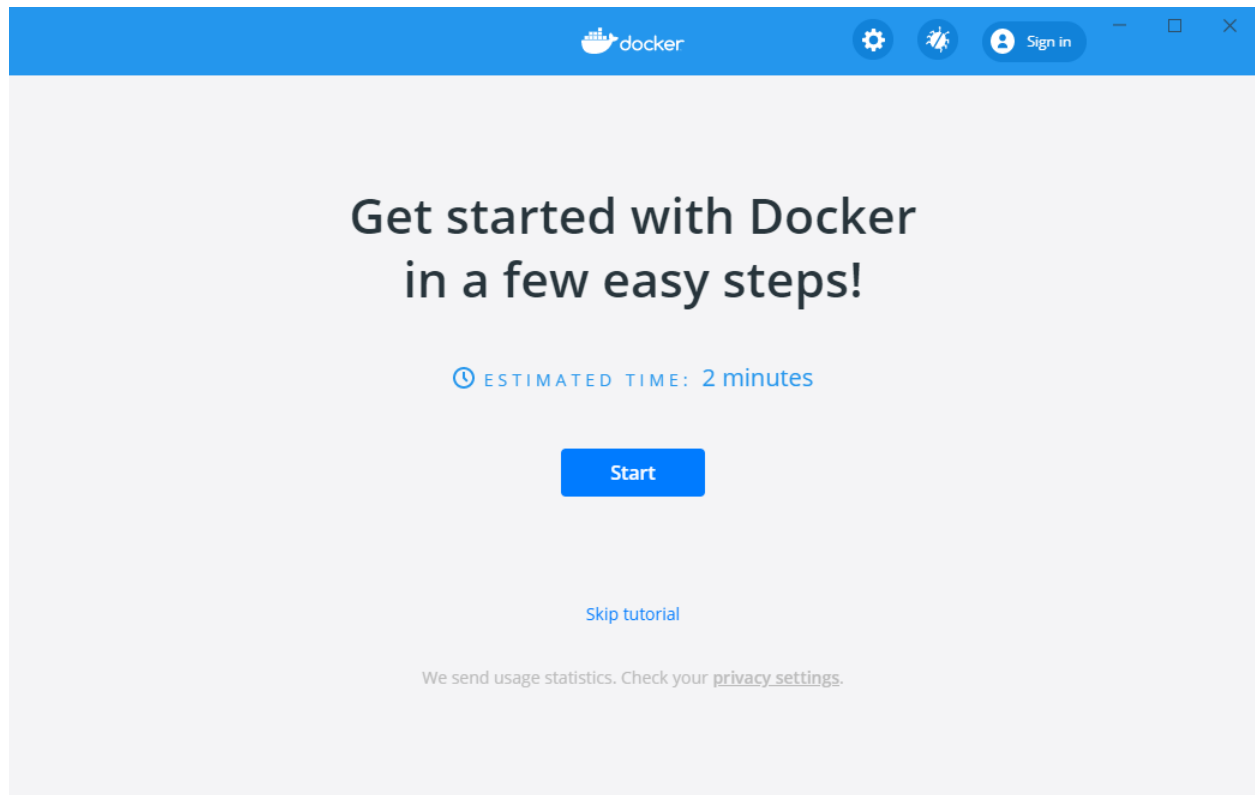 docker
Sign in
Get started with Docker
in a few easy steps!
ESTIMATED TIME: 2 minutes
Start
Skip tutorial
We send usage statistics. Check your privacy settings.